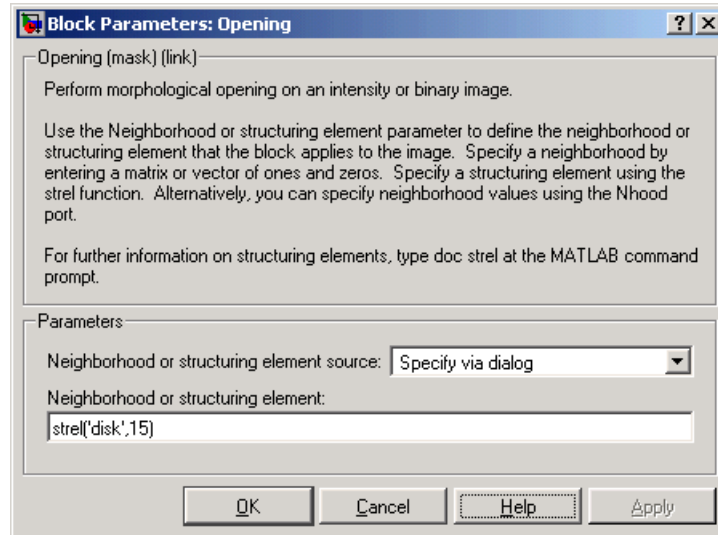 Block Parameters: Opening
Opening (mask) (link)
Perform morphological opening on an intensity or binary image.
Use the Neighborhood or structuring element parameter to define the neighborhood or
structuring element that the block applies to the image. Specify a neighborhood by
entering a matrix or vector of ones and zeros. Specify a structuring element using the
strel function. Alternatively, you can specify neighborhood values using the Nhood
port.
For further information on structuring elements, type doc strel at the MATLAB command
prompt.
Parameters
Neighborhood or structuring element source: Specify via dialog
Neighborhood or structuring element:
strel('disk',15)
OK Cancel Help Apply